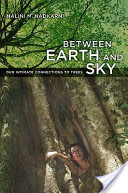 NALINI M. NADKARNI
BETWEEN
EARTH AND
SKY
OUR INTIMATE CONNECTIONS TO TREES